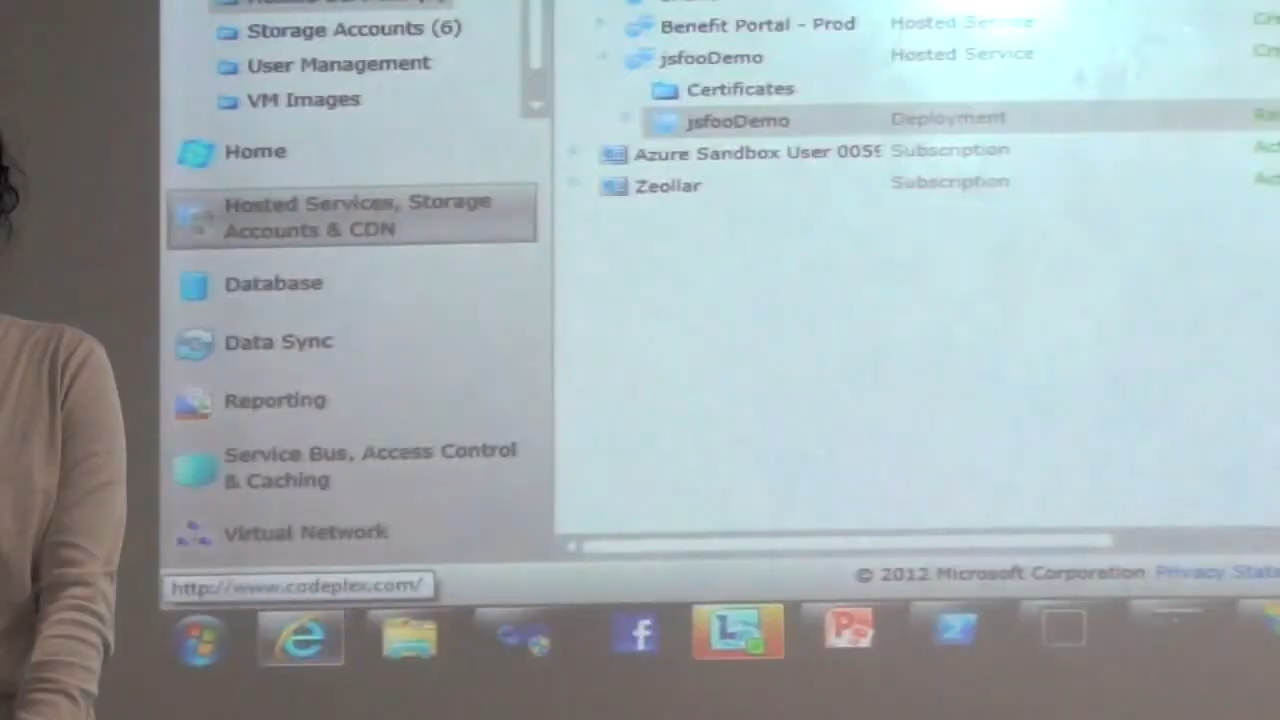 Storage Accounts (6)
User Management
VM Images
Home
Hosted Services, Storage
Accounts & CDN
Database
Data Sync
Reporting
Service Bus, Access Control
& Caching
Virtual Network
http://www.codeplex.com/
Benefit Portal - Prod Hosted Service
jsfooDemo Hosted Service
Certificates
jsfooDemo Deployment
Azure Sandbox User 0059 Subscription
Zeollar Subscription
© 2012 Microsoft Corporation Privacy